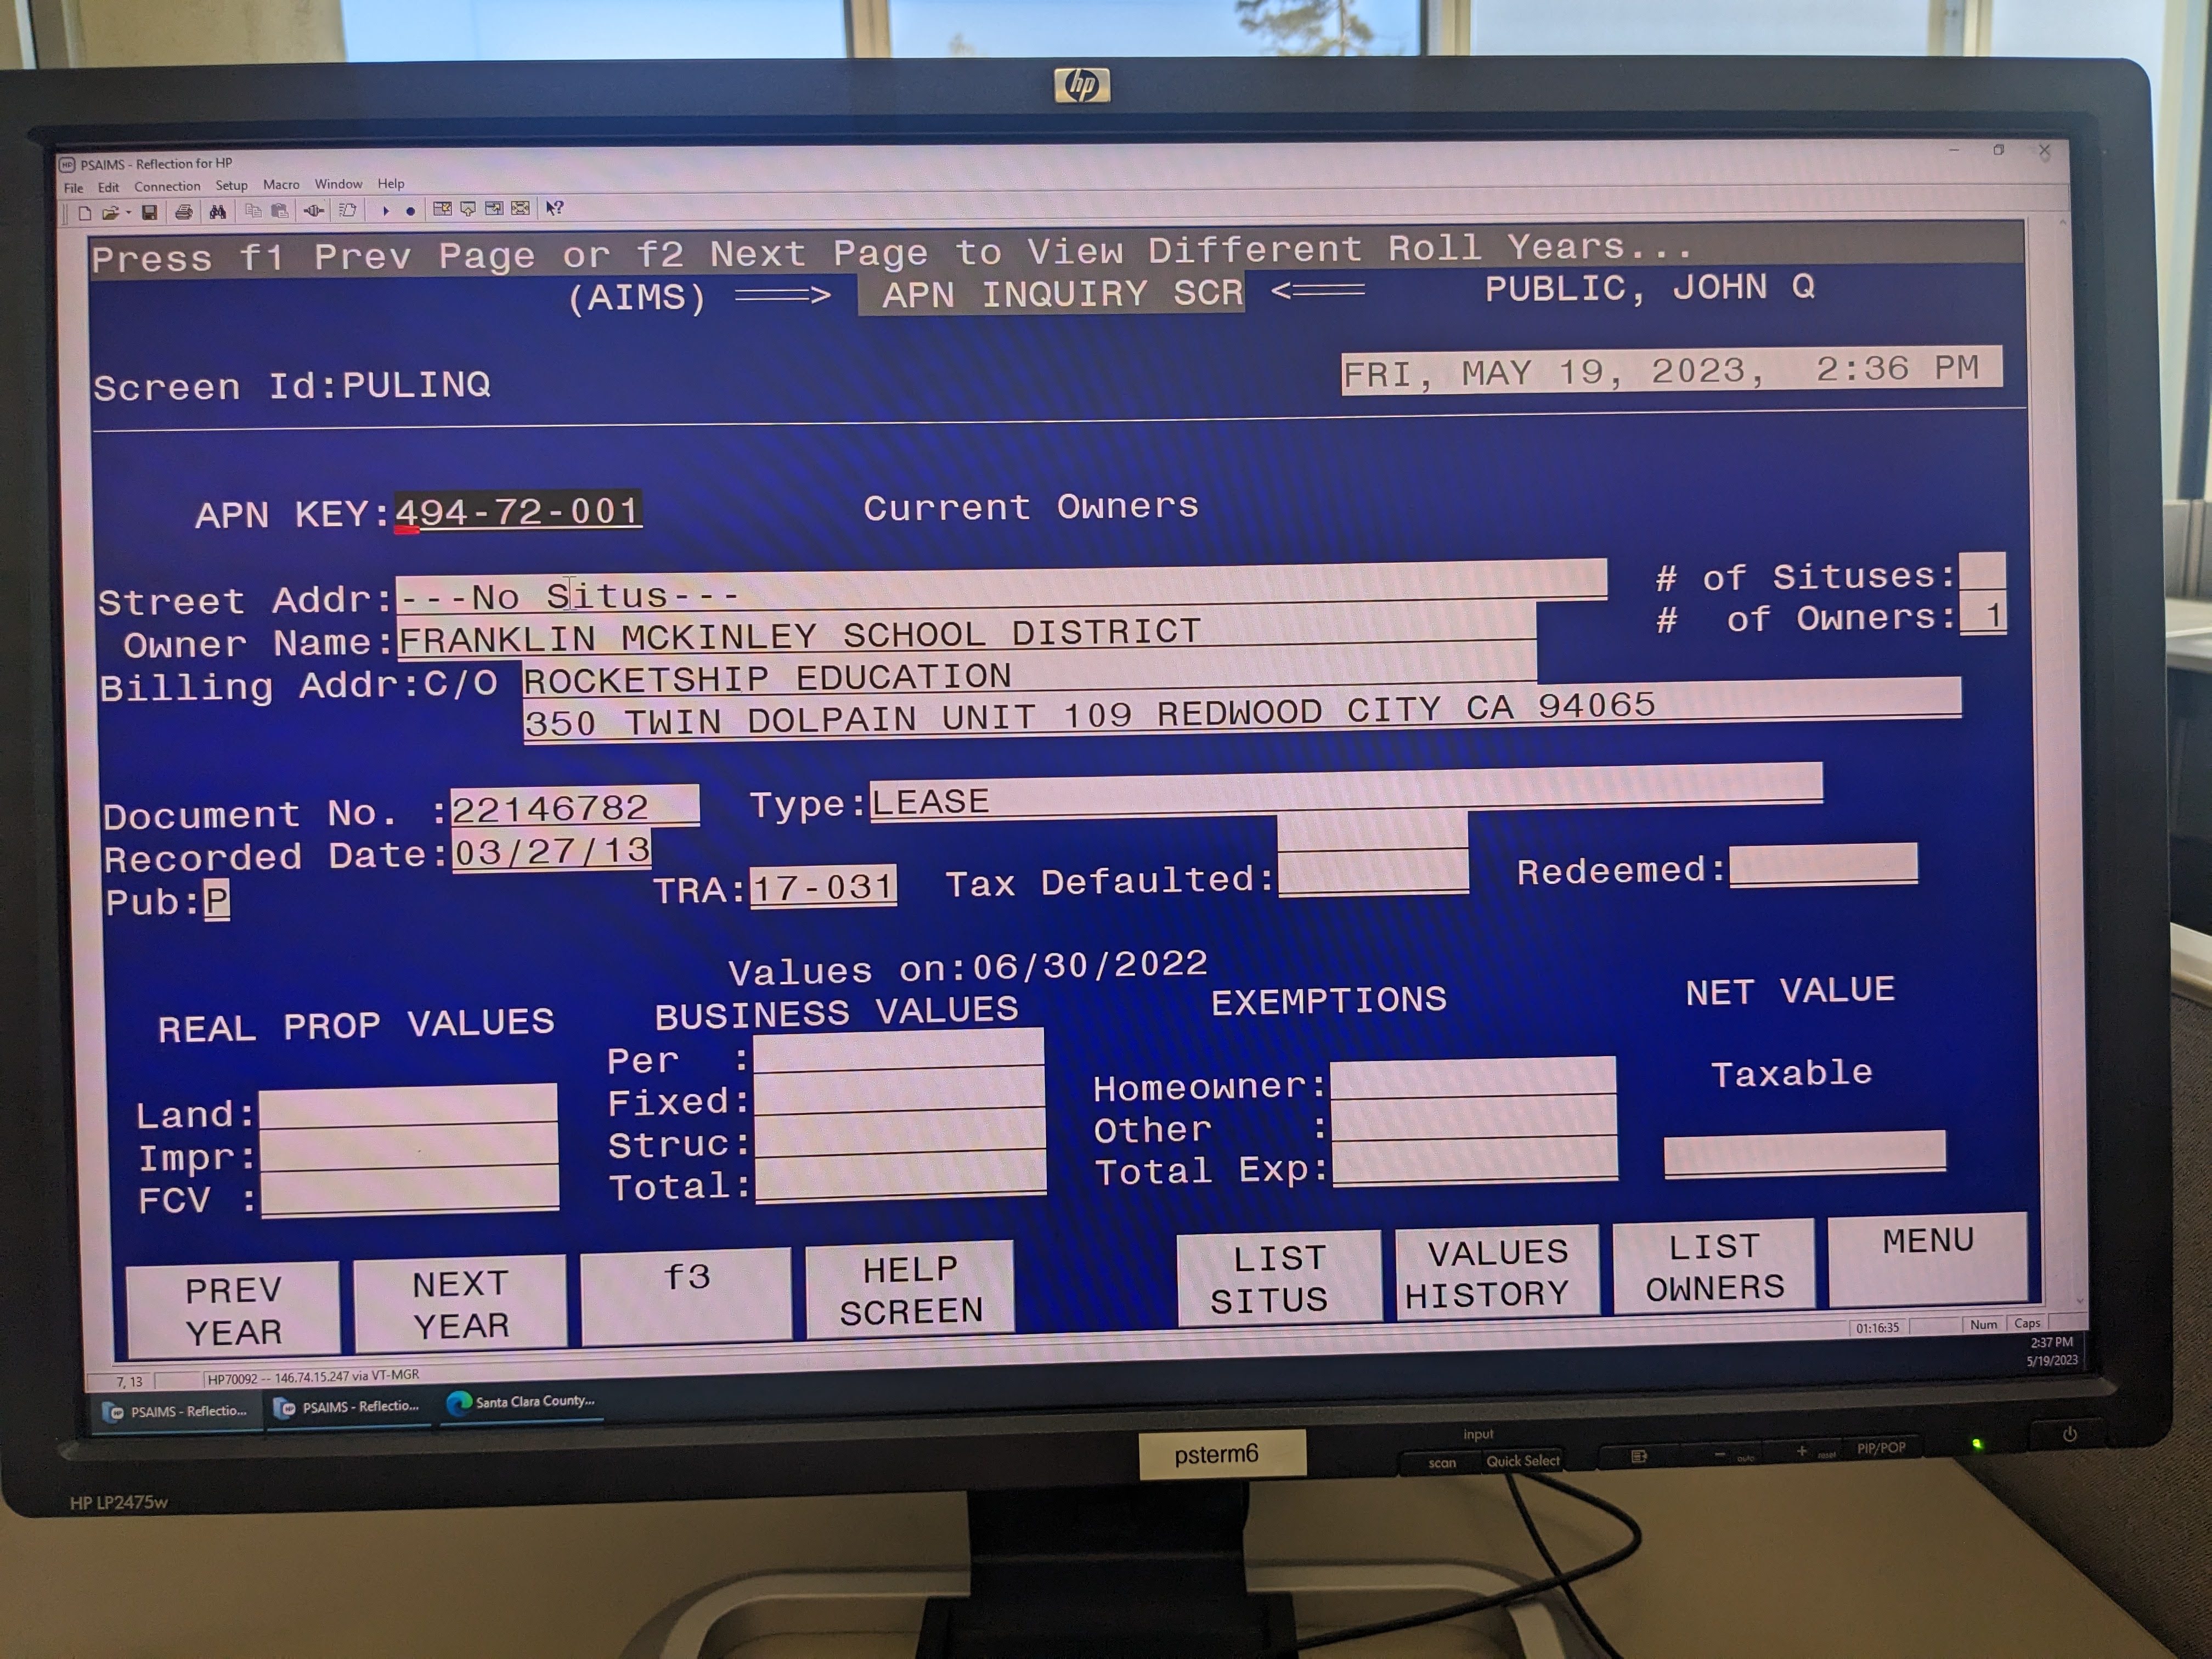 hp
PSAIMS - Reflection for HP
File Edit Connection Setup Macro Window Help
Press f1 Prev Page or f2 Next Page to View Different Roll Years...
(AIMS) ===> APN INQUIRY SCR <=== PUBLIC, JOHN Q
Screen Id:PULINQ FRI, MAY 19, 2023, 2:36 PM
APN KEY:494-72-001 Current Owners
Street Addr:---No Situs--- # of Situses:
Owner Name:FRANKLIN MCKINLEY SCHOOL DISTRICT # of Owners: 1
Billing Addr:C/O ROCKETSHIP EDUCATION
350 TWIN DOLPAIN UNIT 109 REDWOOD CITY CA 94065
Document No. :22146782 Type:LEASE
Recorded Date:03/27/13
Pub:P TRA:17-031 Tax Defaulted: Redeemed:
Values on:06/30/2022
REAL PROP VALUES BUSINESS VALUES EXEMPTIONS NET VALUE
Per :
Land: Fixed: Homeowner: Taxable
Impr: Struc: Other :
FCV : Total: Total Exp:
PREV YEAR NEXT YEAR f3 HELP SCREEN LIST SITUS VALUES HISTORY LIST OWNERS MENU
7, 13 HP70092 -- 146.74.15.247 via VT-MGR 01:16:35 Num Caps
PSAIMS - Reflectio... PSAIMS - Reflectio... Santa Clara County... 2:37 PM
5/19/2023
psterm6
input
scan Quick Select - auto + reset PIP/POP
HP LP2475w